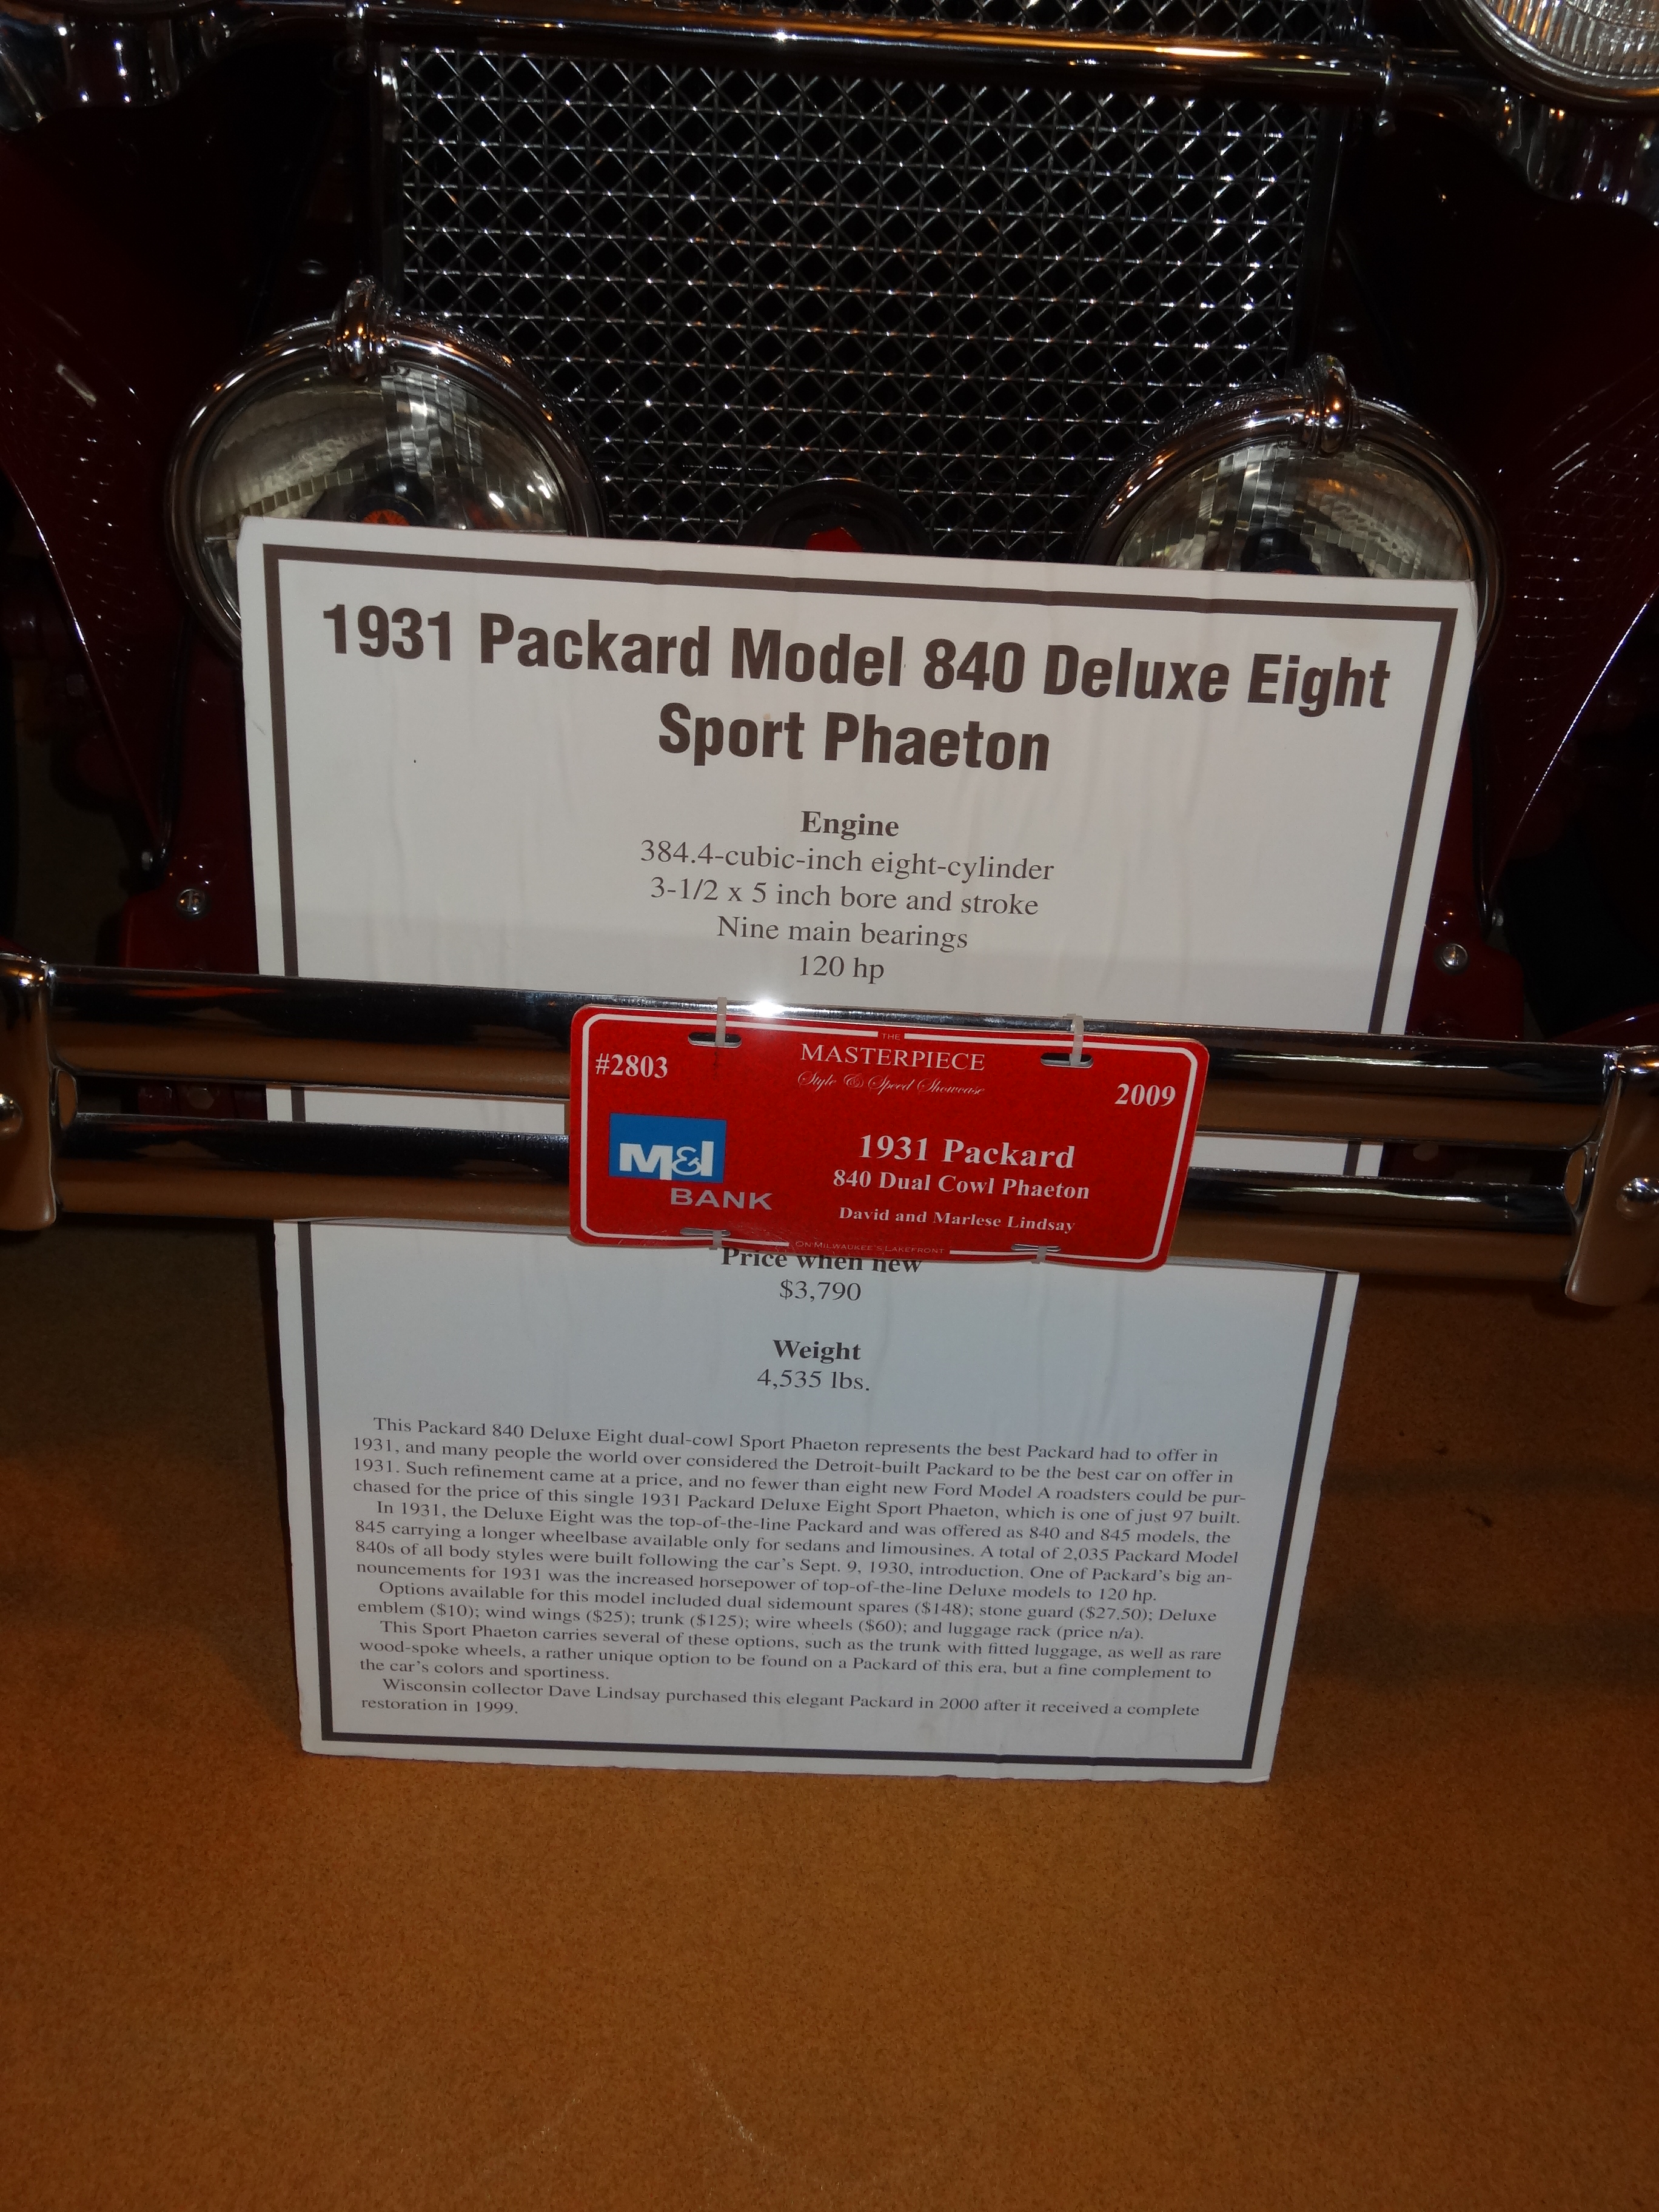 1931 Packard Model 840 Deluxe Eight
Sport Phaeton
Engine
384.4-cubic-inch eight-cylinder
3-1/2 x 5 inch bore and stroke
Nine main bearings
120 hp
THE
MASTERPIECE
Style & Speed Showcase
#2803
2009
M&I
BANK
1931 Packard
840 Dual Cowl Phaeton
David and Marlese Lindsay
ON MILWAUKEE'S LAKEFRONT
Price when new
$3,790
Weight
4,535 lbs.
This Packard 840 Deluxe Eight dual-cowl Sport Phaeton represents the best Packard had to offer in
1931, and many people the world over considered the Detroit-built Packard to be the best car on offer in
1931. Such refinement came at a price, and no fewer than eight new Ford Model A roadsters could be pur-
chased for the price of this single 1931 Packard Deluxe Eight Sport Phaeton, which is one of just 97 built.
In 1931, the Deluxe Eight was the top-of-the-line Packard and was offered as 840 and 845 models, the
845 carrying a longer wheelbase available only for sedans and limousines. A total of 2,035 Packard Model
840s of all body styles were built following the car's Sept. 9, 1930, introduction. One of Packard's big an-
nouncements for 1931 was the increased horsepower of top-of-the-line Deluxe models to 120 hp.
Options available for this model included dual sidemount spares ($148); stone guard ($27.50); Deluxe
emblem ($10); wind wings ($25); trunk ($125); wire wheels ($60); and luggage rack (price n/a).
This Sport Phaeton carries several of these options, such as the trunk with fitted luggage, as well as rare
wood-spoke wheels, a rather unique option to be found on a Packard of this era, but a fine complement to
the car's colors and sportiness.
Wisconsin collector Dave Lindsay purchased this elegant Packard in 2000 after it received a complete
restoration in 1999.